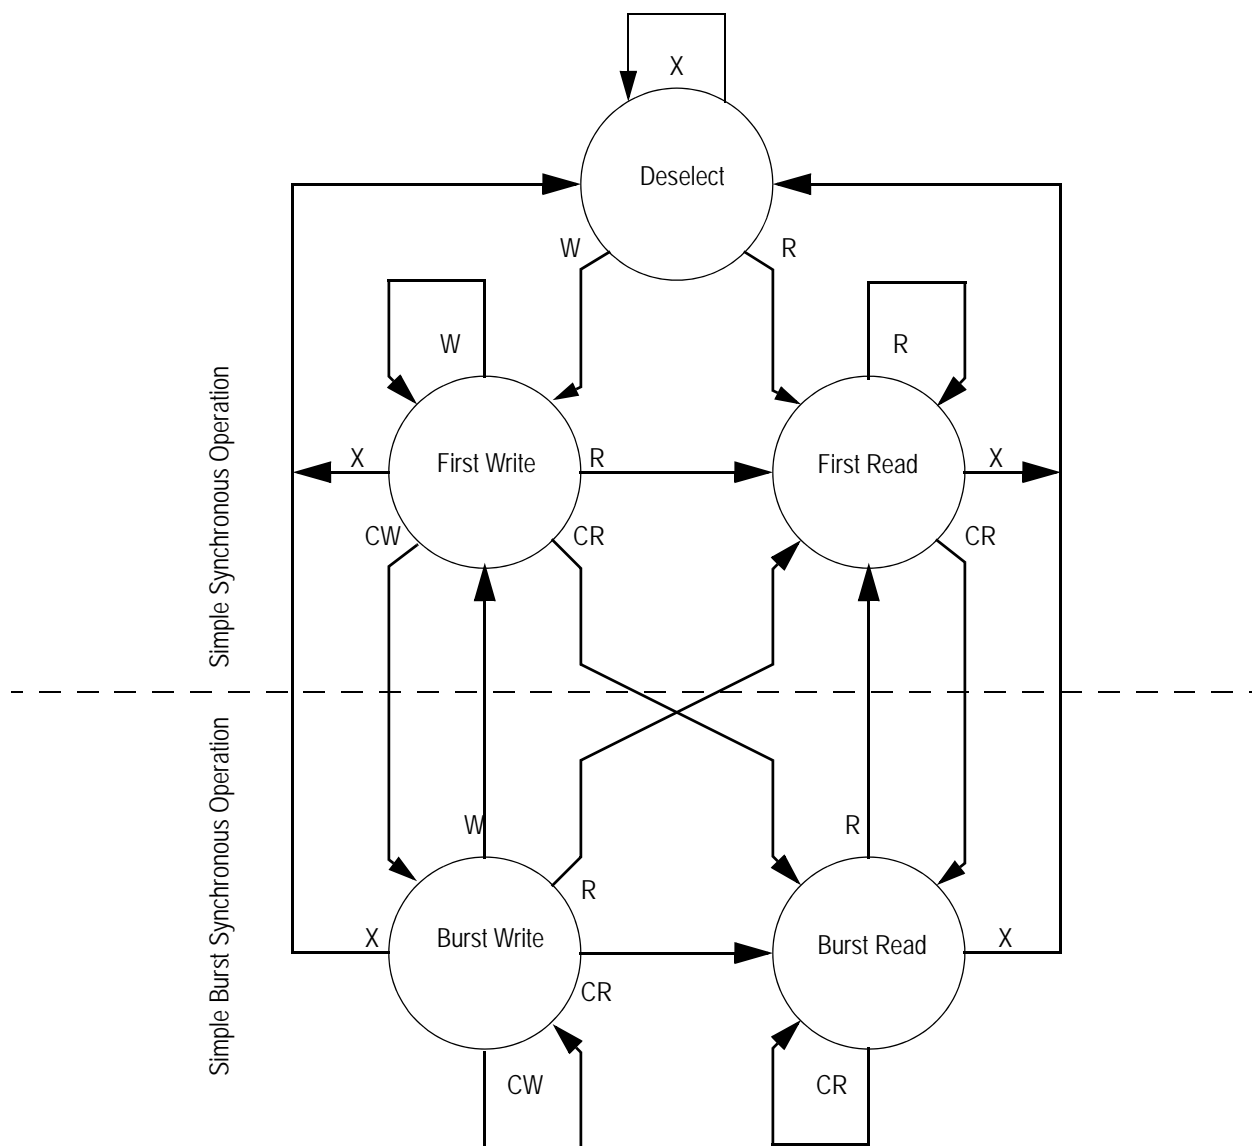 X
Deselect
W
R
W
R
Simple Synchronous Operation
X
First Write
R
First Read
X
CW
CR
CR
Simple Burst Synchronous Operation
W
R
R
X
Burst Write
Burst Read
X
CR
CW
CR